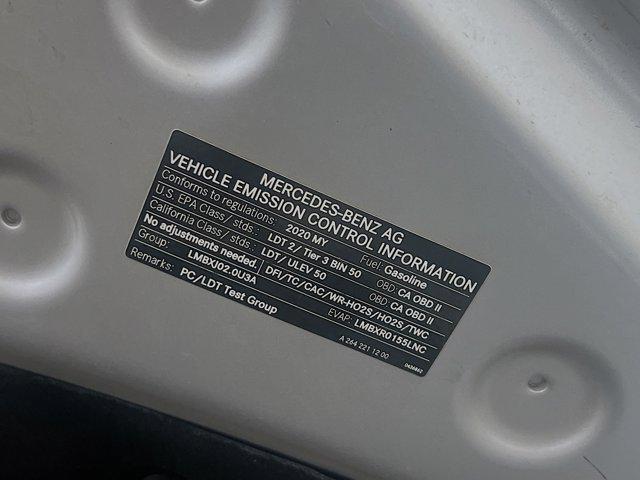 MERCEDES-BENZ AG
VEHICLE EMISSION CONTROL INFORMATION
Conforms to regulations: 2020 MY Fuel: Gasoline
U.S. EPA Class / stds.: LDT 2/ Tier 3 BIN 50 OBD: CA OBD II
California Class / stds.: LDT/ ULEV 50 OBD: CA OBD II
No adjustments needed. DFI/TC/CAC/WR-HO2S/HO2S/TWC
Group: LMBXJ02.0U3A EVAP: LMBXR0155LNC
Remarks: PC/LDT Test Group
A 264 221 12 00